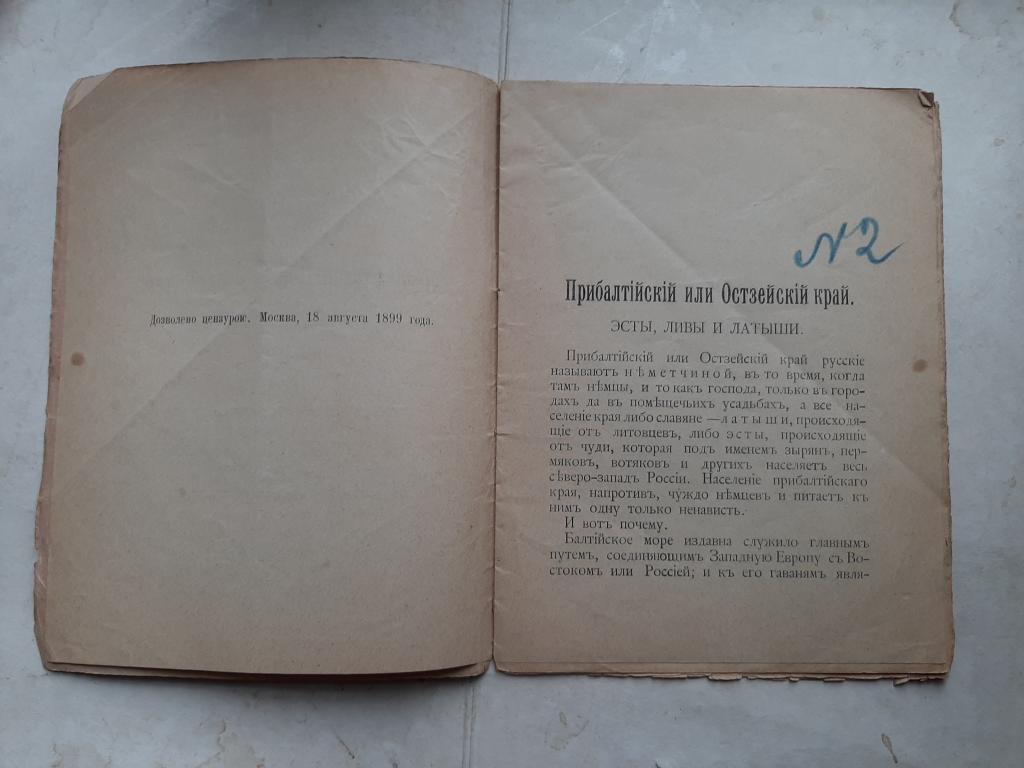 Дозволено цензурою. Москва, 18 августа 1899 года.
N2
Прибалтійскій или Остзейскій край.
ЭСТЫ, ЛИВЫ И ЛАТЫШИ.
Прибалтійскій или Остзейскій край русскіе
называютъ нѣметчиной, въ то время, когда
тамъ нѣмцы, и то какъ господа, только въ горо-
дахъ да въ помѣщечьихъ усадьбахъ, а все на-
селеніе края либо славяне —латыши, происходя-
щіе отъ литовцевъ, либо эсты, происходящіе
отъ чуди, которая подъ именемъ зырянъ, пер-
мяковъ, вотяковъ и другихъ населяетъ весь
сѣверо-западъ Россіи. Населеніе прибалтійскаго
края, напротивъ, чуждо нѣмцевъ и питаетъ къ
нимъ одну только ненависть.
И вотъ почему.
Балтійское море издавна служило главнымъ
путемъ, соединяющимъ Западную Европу съ Во-
стокомъ или Россіей; и къ его гаванямъ явля-